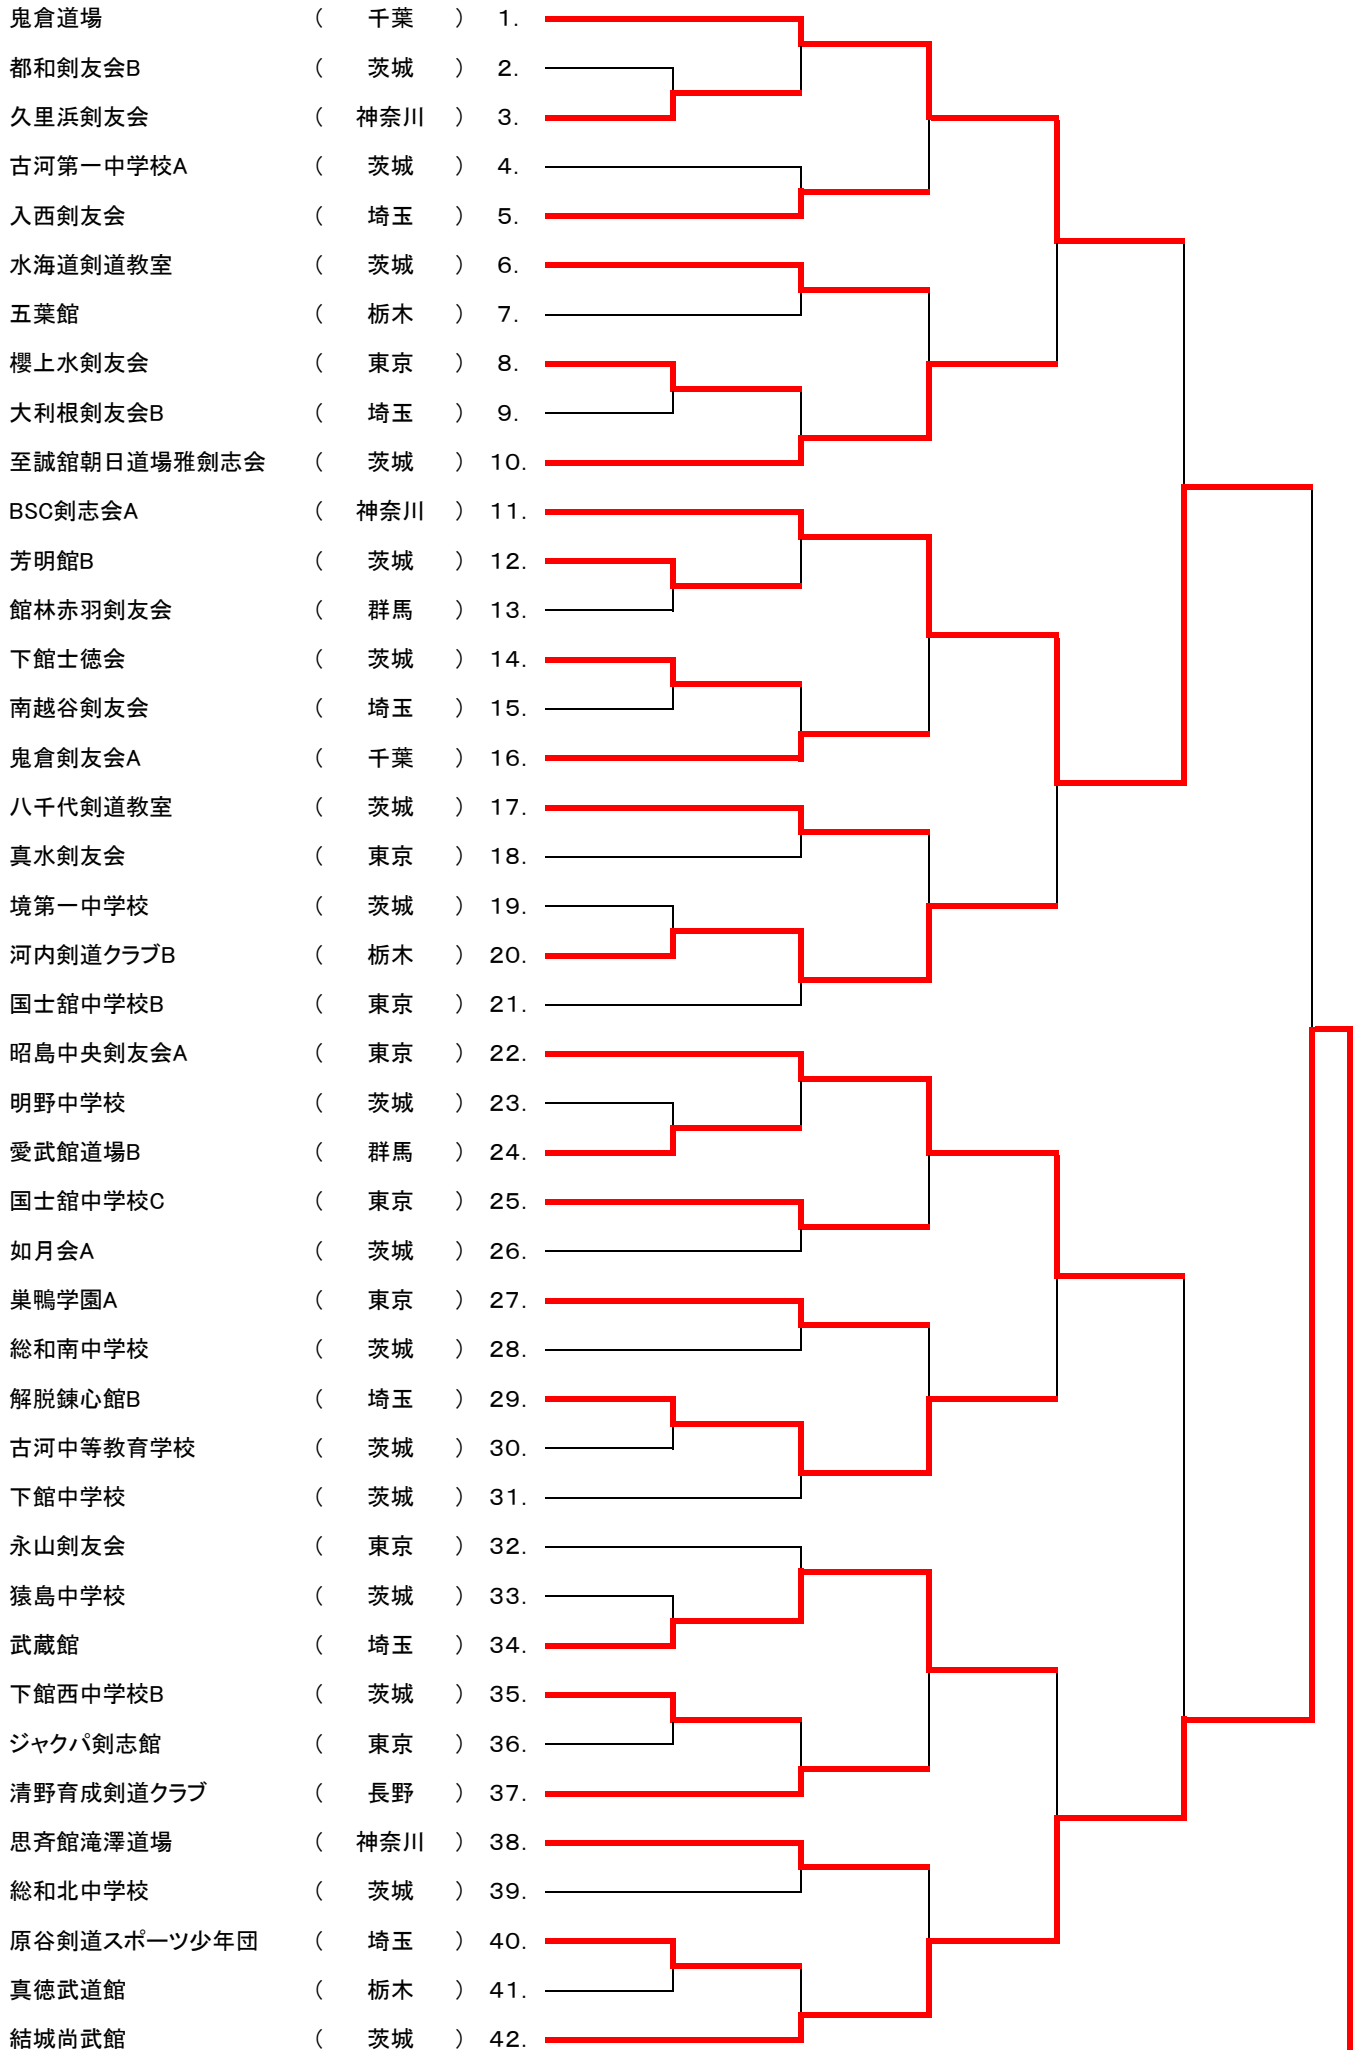 鬼倉道場 ( 千葉 ) 1.
都和剣友会B ( 茨城 ) 2.
久里浜剣友会 ( 神奈川 ) 3.
古河第一中学校A ( 茨城 ) 4.
入西剣友会 ( 埼玉 ) 5.
水海道剣道教室 ( 茨城 ) 6.
五葉館 ( 栃木 ) 7.
櫻上水剣友会 ( 東京 ) 8.
大利根剣友会B ( 埼玉 ) 9.
至誠舘朝日道場雅劍志会 ( 茨城 ) 10.
BSC剣志会A ( 神奈川 ) 11.
芳明館B ( 茨城 ) 12.
館林赤羽剣友会 ( 群馬 ) 13.
下館士徳会 ( 茨城 ) 14.
南越谷剣友会 ( 埼玉 ) 15.
鬼倉剣友会A ( 千葉 ) 16.
八千代剣道教室 ( 茨城 ) 17.
真水剣友会 ( 東京 ) 18.
境第一中学校 ( 茨城 ) 19.
河内剣道クラブB ( 栃木 ) 20.
国士舘中学校B ( 東京 ) 21.
昭島中央剣友会A ( 東京 ) 22.
明野中学校 ( 茨城 ) 23.
愛武館道場B ( 群馬 ) 24.
国士舘中学校C ( 東京 ) 25.
如月会A ( 茨城 ) 26.
巣鴨学園A ( 東京 ) 27.
総和南中学校 ( 茨城 ) 28.
解脱錬心館B ( 埼玉 ) 29.
古河中等教育学校 ( 茨城 ) 30.
下館中学校 ( 茨城 ) 31.
永山剣友会 ( 東京 ) 32.
猿島中学校 ( 茨城 ) 33.
武蔵館 ( 埼玉 ) 34.
下館西中学校B ( 茨城 ) 35.
ジャクパ剣志館 ( 東京 ) 36.
清野育成剣道クラブ ( 長野 ) 37.
思斉館滝澤道場 ( 神奈川 ) 38.
総和北中学校 ( 茨城 ) 39.
原谷剣道スポーツ少年団 ( 埼玉 ) 40.
真徳武道館 ( 栃木 ) 41.
結城尚武館 ( 茨城 ) 42.